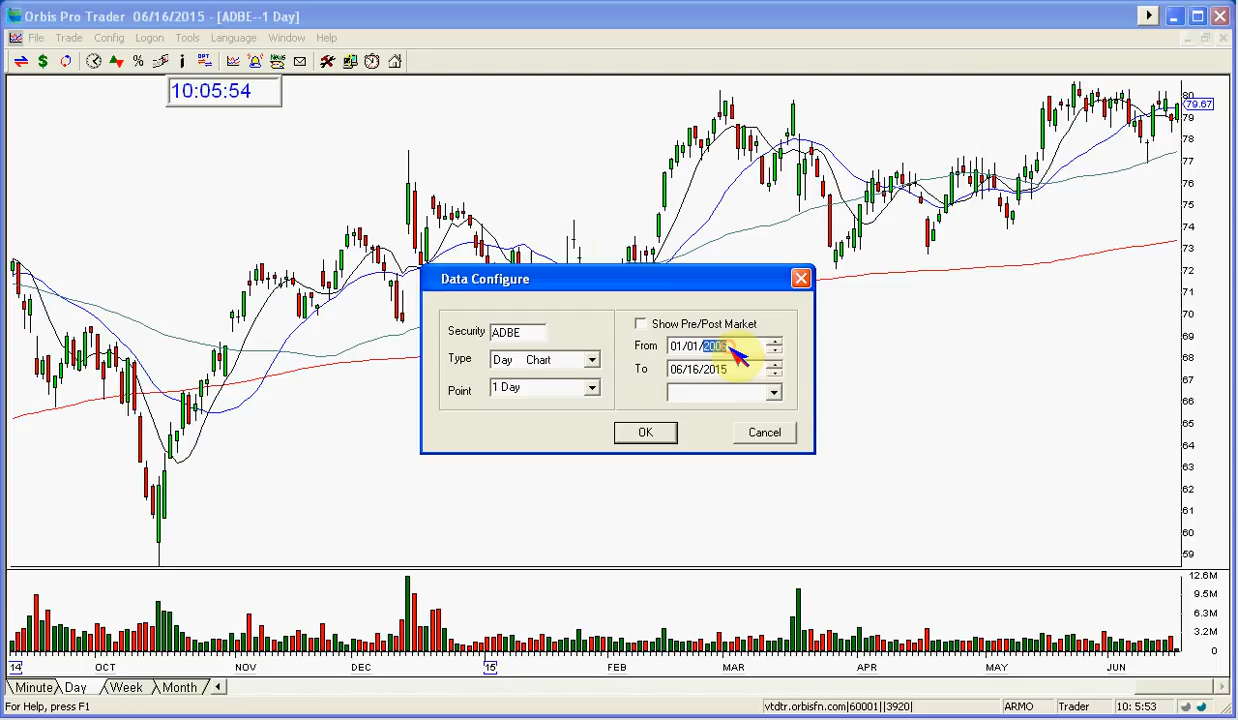 Orbis Pro Trader 06/16/2015 - [ADBE--1 Day]
File Trade Config Logon Tools Language Window Help
10:05:54
80
79.67
79
78
77
76
75
74
73
72
71
70
69
68
67
66
65
64
63
62
61
60
59
Data Configure
Security ADBE
Type Day Chart
Point 1 Day
Show Pre/Post Market
From 01/01/2006
To 06/16/2015
OK Cancel
12.6M
9.5M
6.3M
3.2M
0
14 OCT NOV DEC 15 FEB MAR APR MAY JUN
Minute Day Week Month
For Help, press F1 vtdtr.orbisfn.com|60001||3920| ARMO Trader 10: 5:53